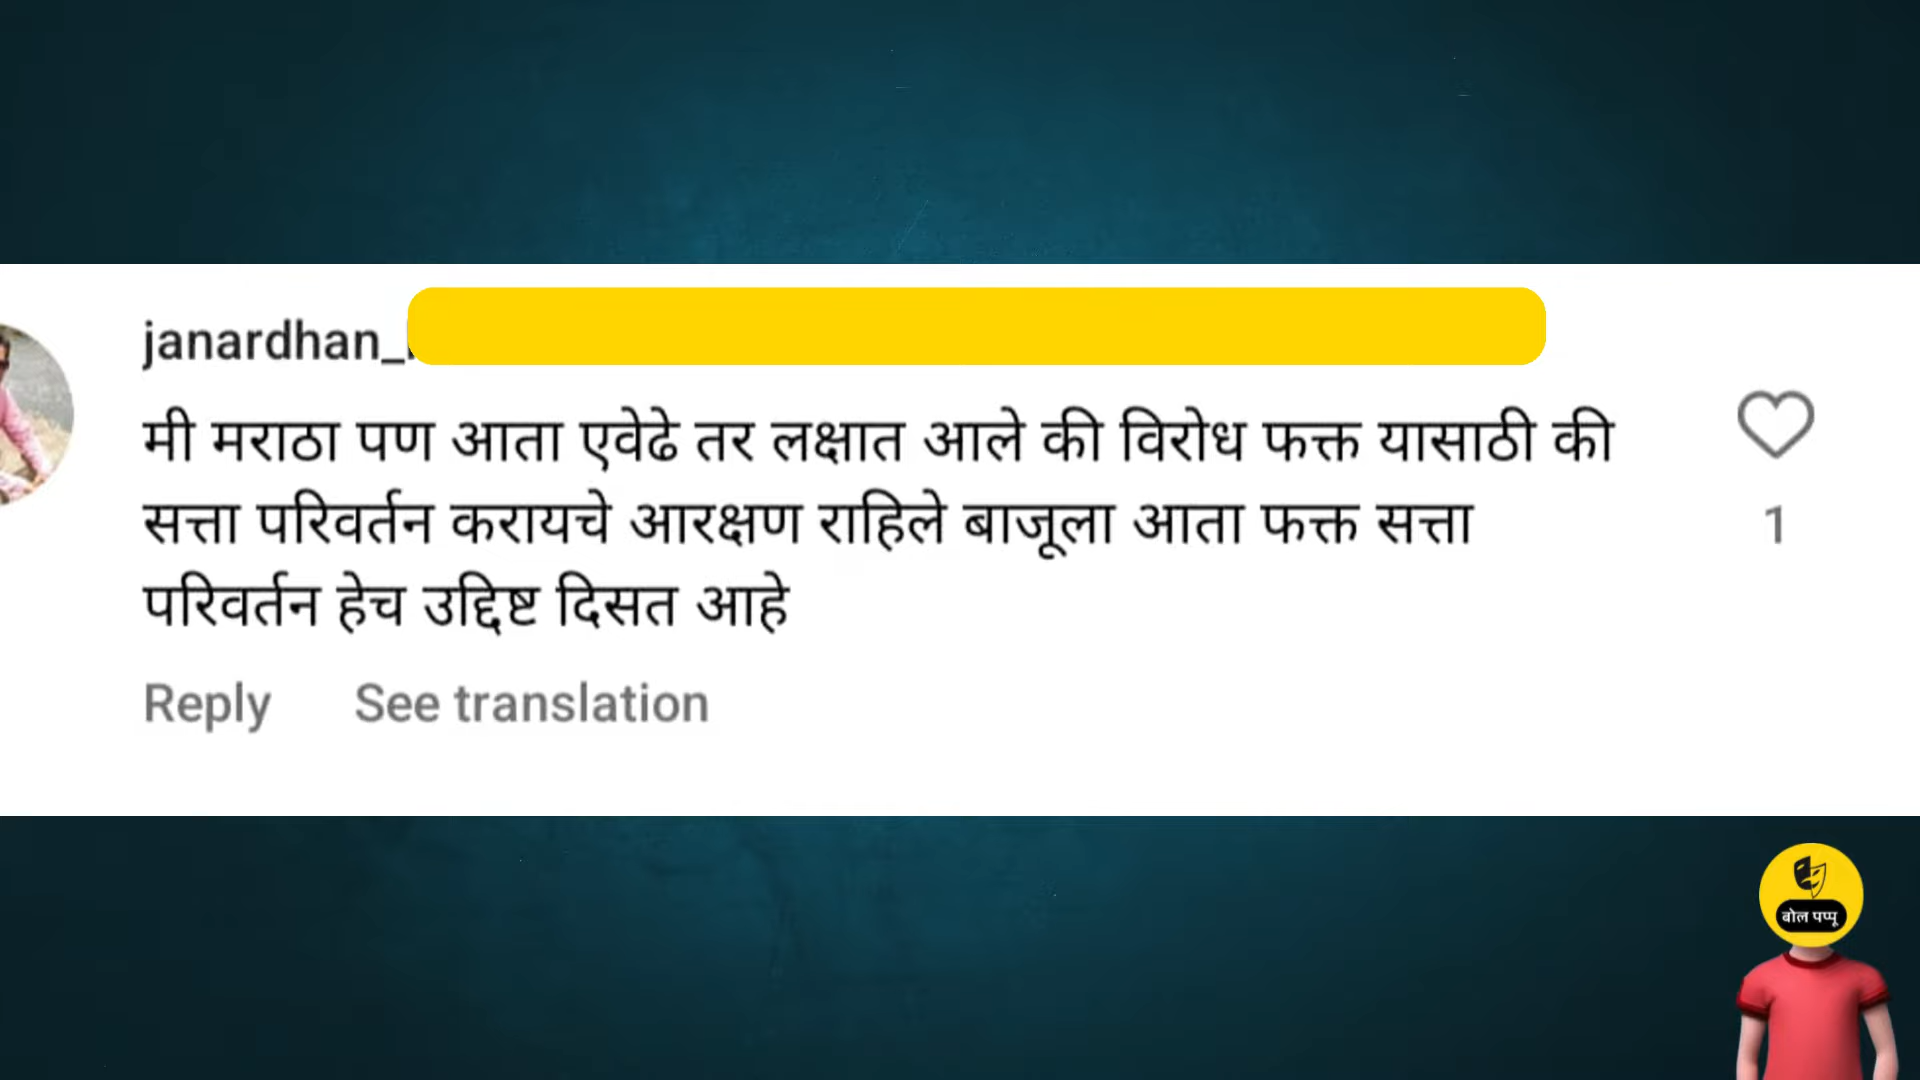 janardhan_
मी मराठा पण आता एवेढे तर लक्षात आले की विरोध फक्त यासाठी की
सत्ता परिवर्तन करायचे आरक्षण राहिले बाजूला आता फक्त सत्ता
परिवर्तन हेच उद्दिष्ट दिसत आहे
1
Reply See translation
बोल पप्पू